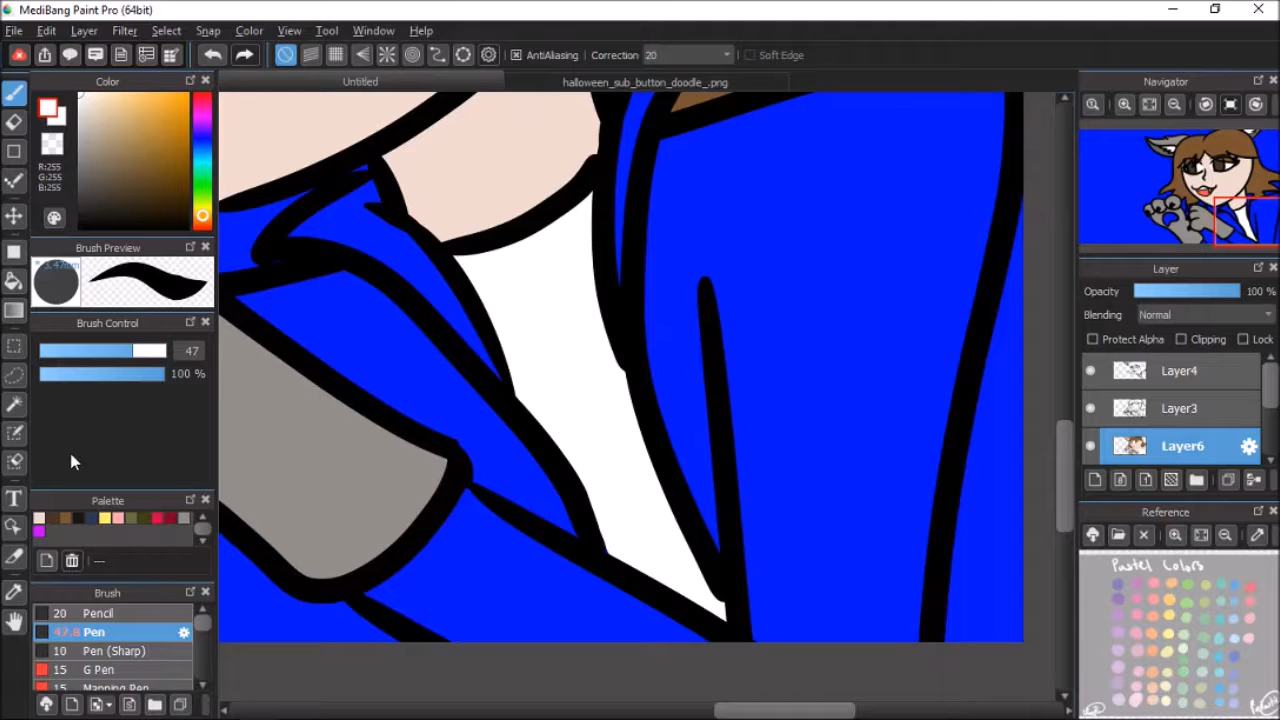 MediBang Paint Pro (64bit)
File Edit Layer Filter Select Snap Color View Tool Window Help
AntiAliasing Correction 20 Soft Edge
Color
Untitled
halloween_sub_button_doodle_.png
Navigator
R:255
G:255
B:255
Brush Preview
Brush Control
47
100 %
Palette
---
Brush
20 Pencil
47.8 Pen
10 Pen (Sharp)
15 G Pen
15 Mapping Pen
Layer
Opacity 100 %
Blending Normal
Protect Alpha Clipping Lock
Layer4
Layer3
Layer6
Reference
Pastel Colors